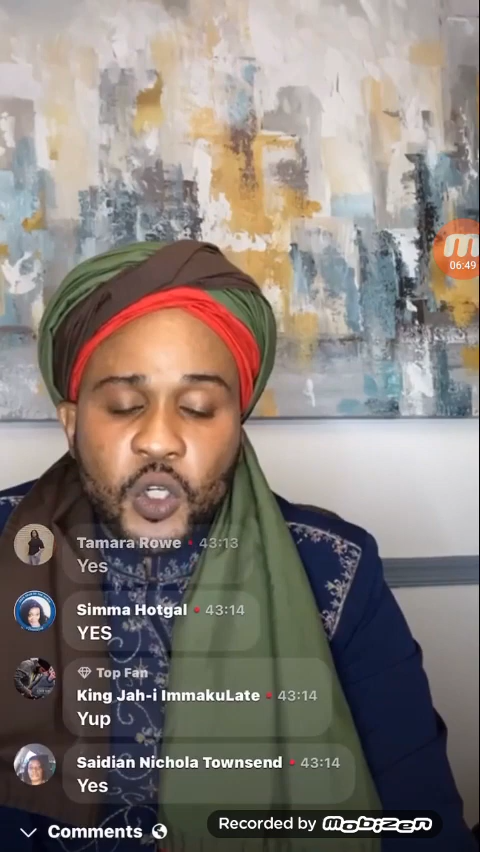 06:49
Tamara Rowe • 43:13
Yes
Simma Hotgal • 43:14
YES
Top Fan
King Jah-i ImmakuLate • 43:14
Yup
Saidian Nichola Townsend • 43:14
Yes
Comments
Recorded by Mobizen